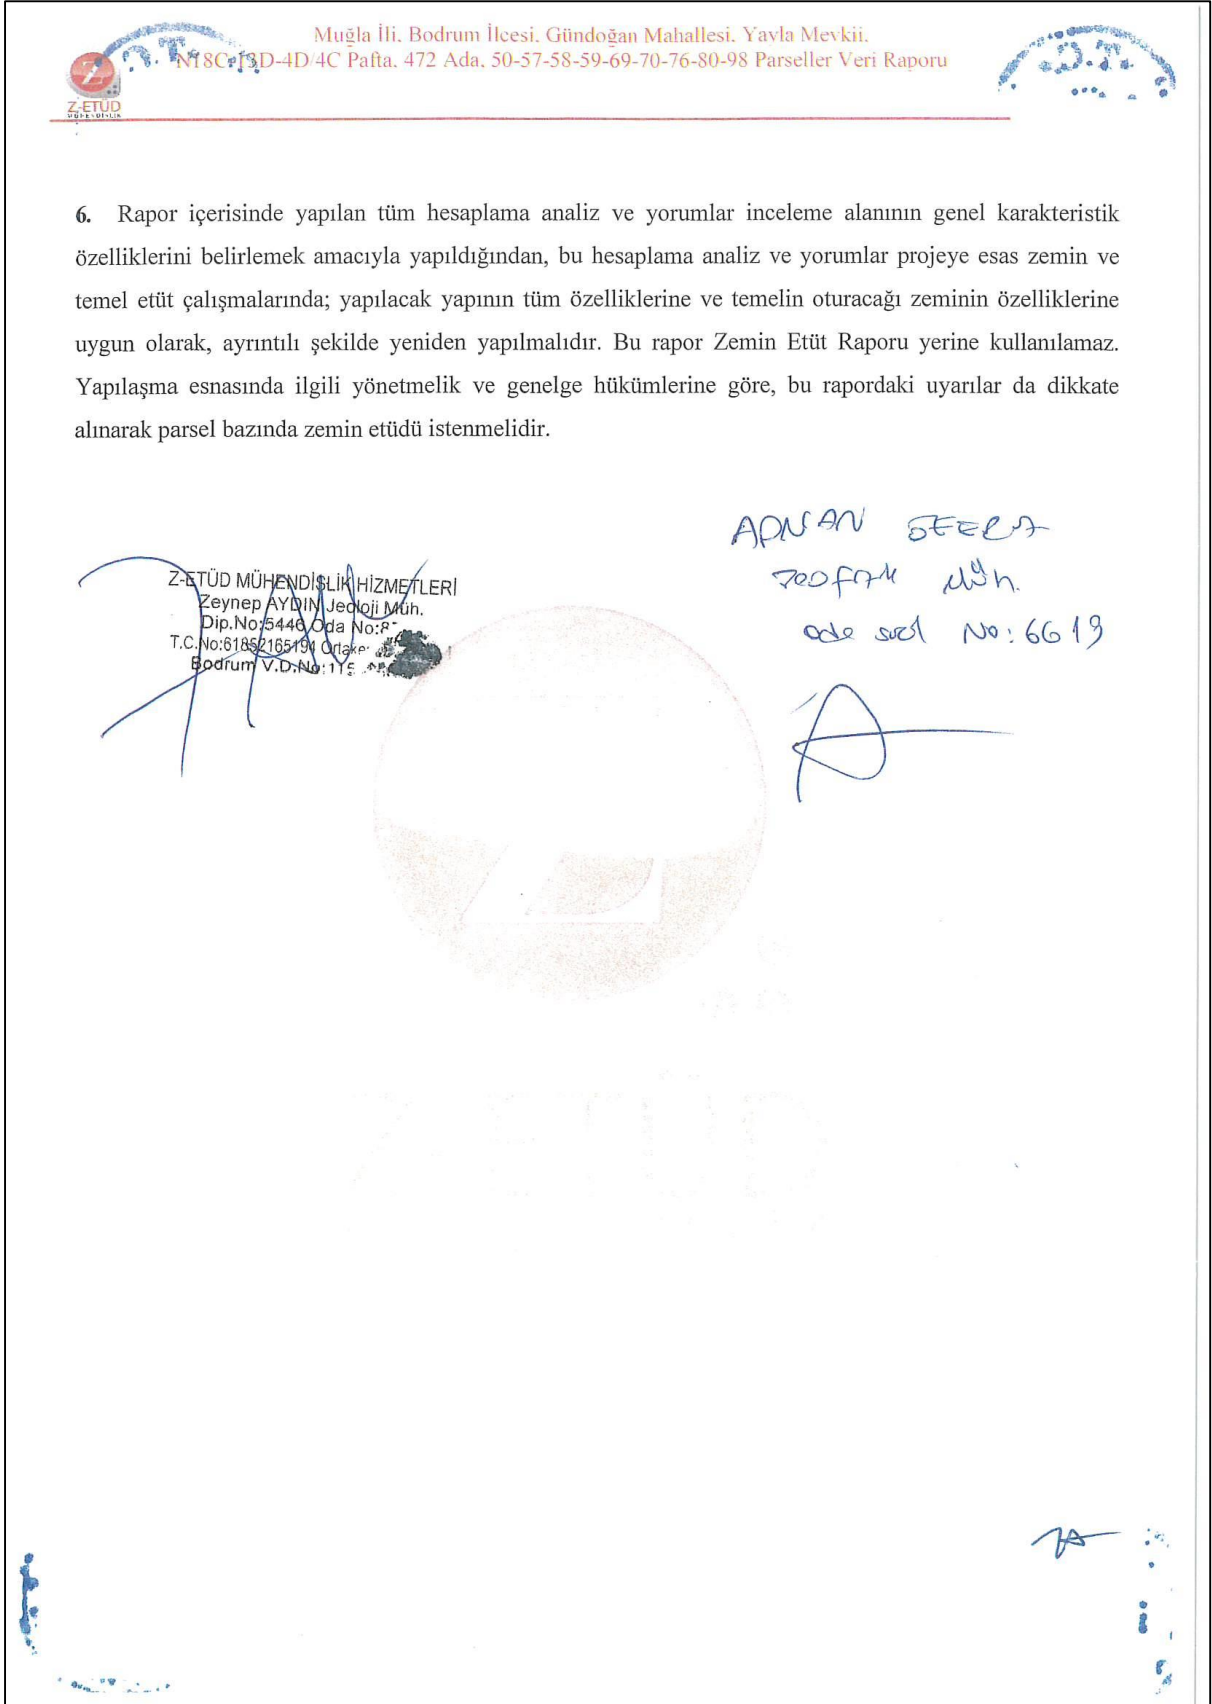 Muğla İli. Bodrum İlcesi. Gündoğan Mahallesi. Yavla Mevkii.
N18C-13D-4D/4C Pafta. 472 Ada. 50-57-58-59-69-70-76-80-98 Parseller Veri Raporu
Z-ETÜD
MÜHENDİSLİK
6. Rapor içerisinde yapılan tüm hesaplama analiz ve yorumlar inceleme alanının genel karakteristik
özelliklerini belirlemek amacıyla yapıldığından, bu hesaplama analiz ve yorumlar projeye esas zemin ve
temel etüt çalışmalarında; yapılacak yapının tüm özelliklerine ve temelin oturacağı zeminin özelliklerine
uygun olarak, ayrıntılı şekilde yeniden yapılmalıdır. Bu rapor Zemin Etüt Raporu yerine kullanılamaz.
Yapılaşma esnasında ilgili yönetmelik ve genelge hükümlerine göre, bu rapordaki uyarılar da dikkate
alınarak parsel bazında zemin etüdü istenmelidir.
ADNAN
Müh.
No: 6619
Z-ETÜD MÜHENDİSLİK HİZMETLERİ
Zeynep AYDIN Jeoloji Müh.
Dip.No:5446 Oda No:8
T.C.No:61852165194
Bodrum V.D.No:115
Z ETÜD